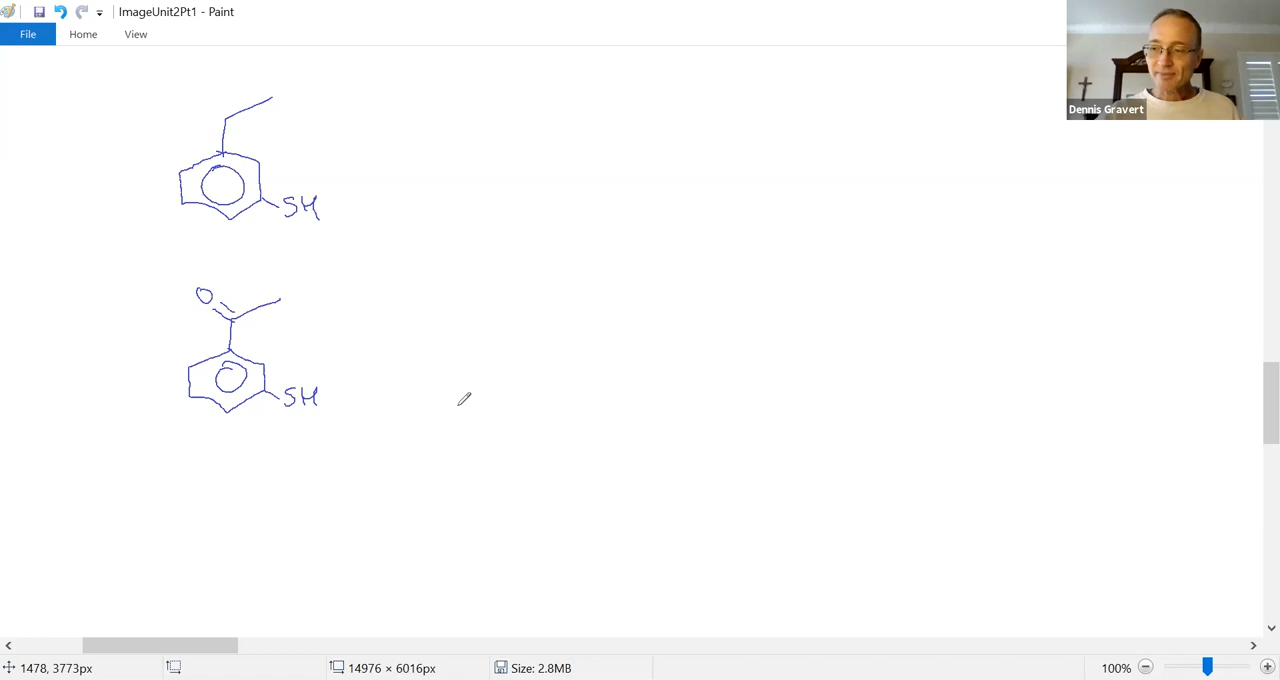 ImageUnit2Pt1 - Paint
File Home View
Dennis Gravert
SH
O
SH
1478, 3773px 14976 × 6016px Size: 2.8MB 100%